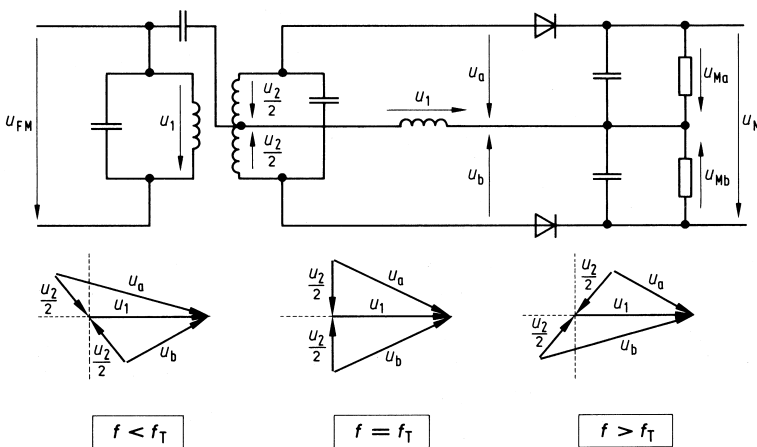 u_FM
u_1
u_2/2
u_2/2
u_1
u_a
u_b
u_Ma
u_Mb
u_2/2
u_a
u_1
u_2/2
u_b
u_2/2
u_a
u_1
u_2/2
u_b
u_2/2
u_a
u_1
u_2/2
u_b
f < f_T
f = f_T
f > f_T